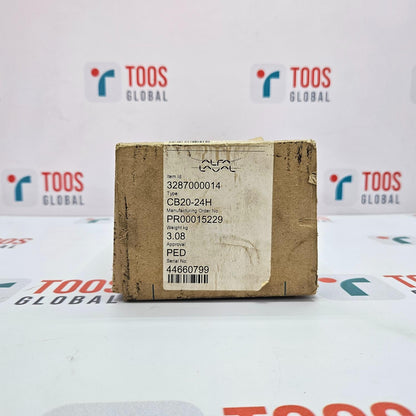 TOOS
GLOBAL
TOOS
GLOBAL
TOOS
GLOBAL
TOOS
GLOBAL
TOOS
GLOBAL
ALFA
LAVAL
Item Id
3287000014
Type
CB20-24H
Manufacturing Order No
PR00015229
Weight kg
3.08
Approval
PED
Serial No
44660799